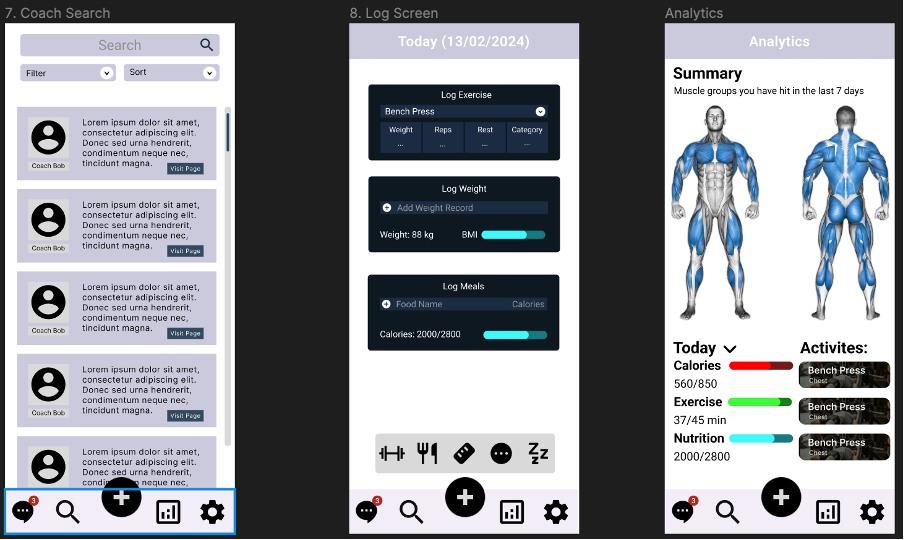 7. Coach Search
Search
Filter
Sort
Lorem ipsum dolor sit amet,
consectetur adipiscing elit.
Donec sed urna hendrerit,
condimentum neque nec,
tincidunt magna.
Coach Bob
Visit Page
Lorem ipsum dolor sit amet,
consectetur adipiscing elit.
Donec sed urna hendrerit,
condimentum neque nec,
tincidunt magna.
Coach Bob
Visit Page
Lorem ipsum dolor sit amet,
consectetur adipiscing elit.
Donec sed urna hendrerit,
condimentum neque nec,
tincidunt magna.
Coach Bob
Visit Page
Lorem ipsum dolor sit amet,
consectetur adipiscing elit.
Donec sed urna hendrerit,
condimentum neque nec,
tincidunt magna.
Coach Bob
Visit Page
Lorem ipsum dolor sit amet,
consectetur adipiscing elit.
Donec sed urna hendrerit,
condimentum neque nec,
3
8. Log Screen
Today (13/02/2024)
Log Exercise
Bench Press
Weight Reps Rest Category
... ... ... ...
Log Weight
Add Weight Record
Weight: 88 kg BMI
Log Meals
Food Name Calories
Calories: 2000/2800
Zzz
3
Analytics
Analytics
Summary
Muscle groups you have hit in the last 7 days
Today
Calories
560/850
Exercise
37/45 min
Nutrition
2000/2800
Activites:
Bench Press
Chest
Bench Press
Chest
Bench Press
Chest
3